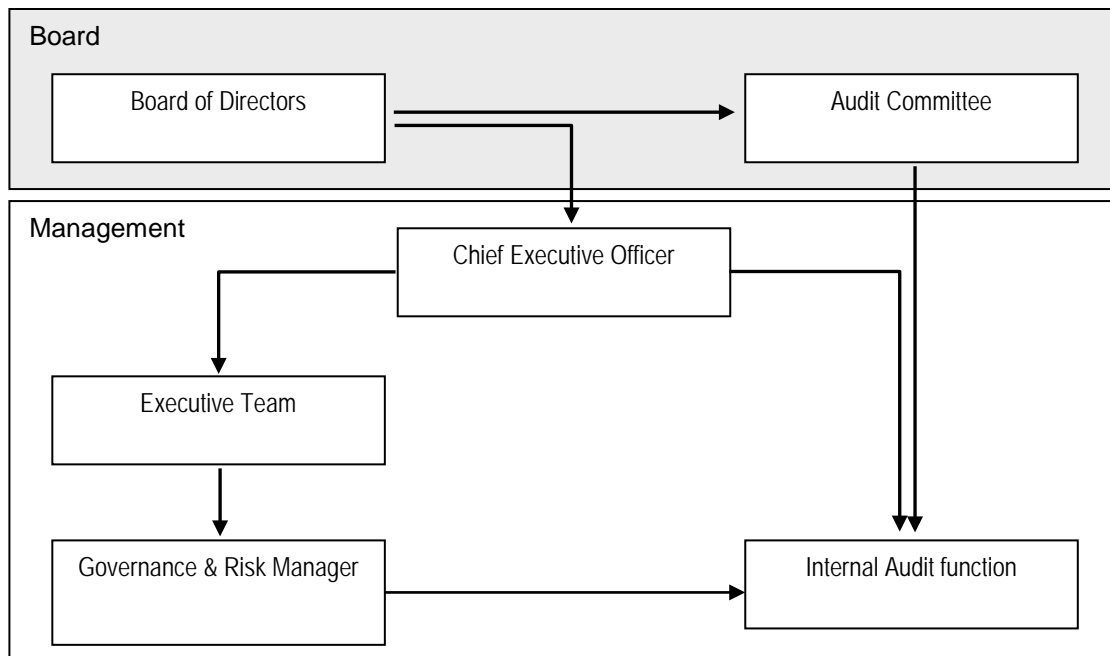 Board
Board of Directors
Audit Committee
Management
Chief Executive Officer
Executive Team
Governance & Risk Manager
Internal Audit function